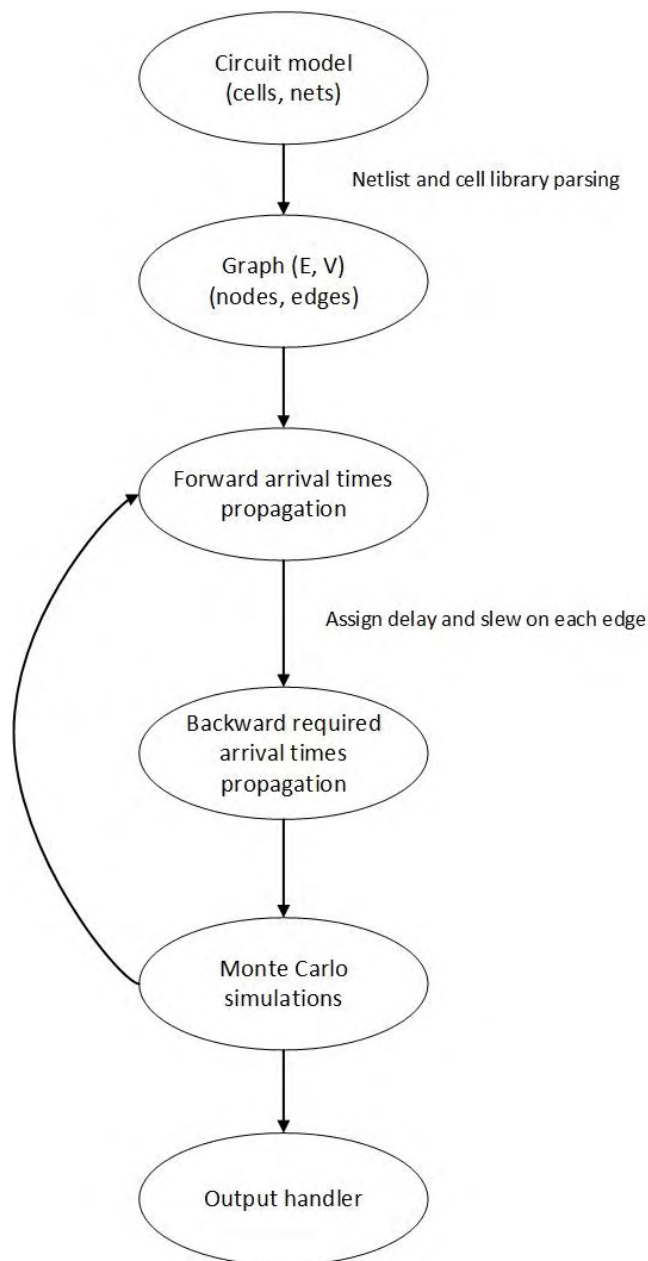 Circuit model
(cells, nets)
Netlist and cell library parsing
Graph (E, V)
(nodes, edges)
Forward arrival times
propagation
Assign delay and slew on each edge
Backward required
arrival times
propagation
Monte Carlo
simulations
Output handler